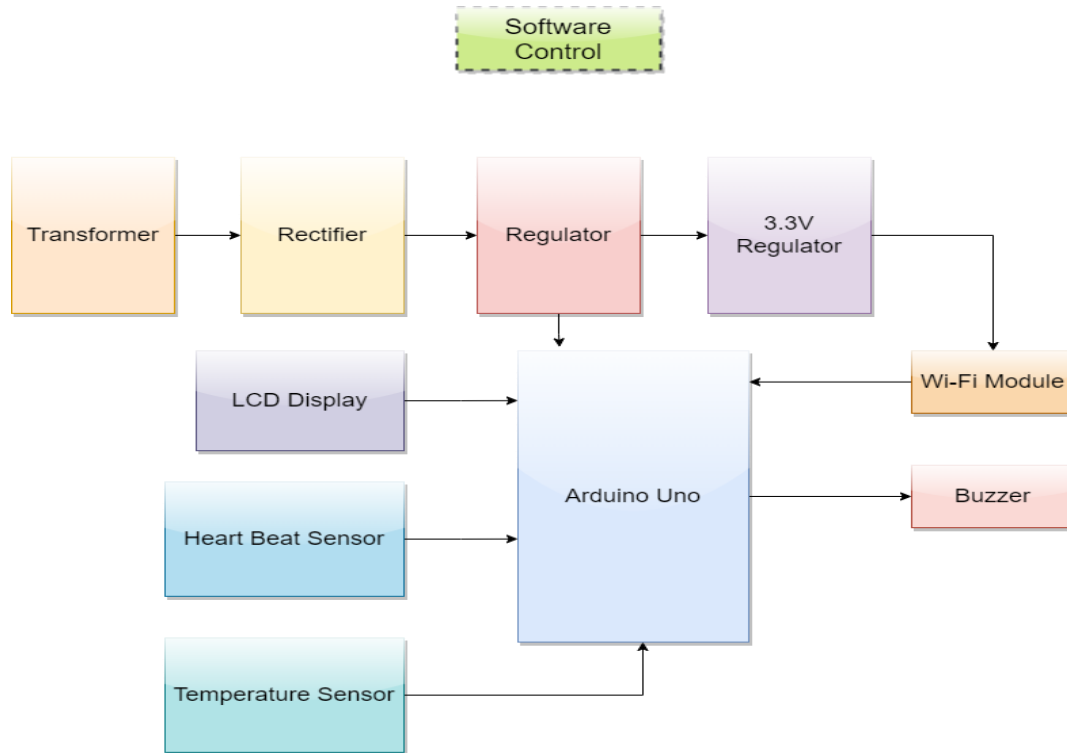 Software
Control
Transformer
Rectifier
Regulator
3.3V
Regulator
LCD Display
Wi-Fi Module
Arduino Uno
Buzzer
Heart Beat Sensor
Temperature Sensor